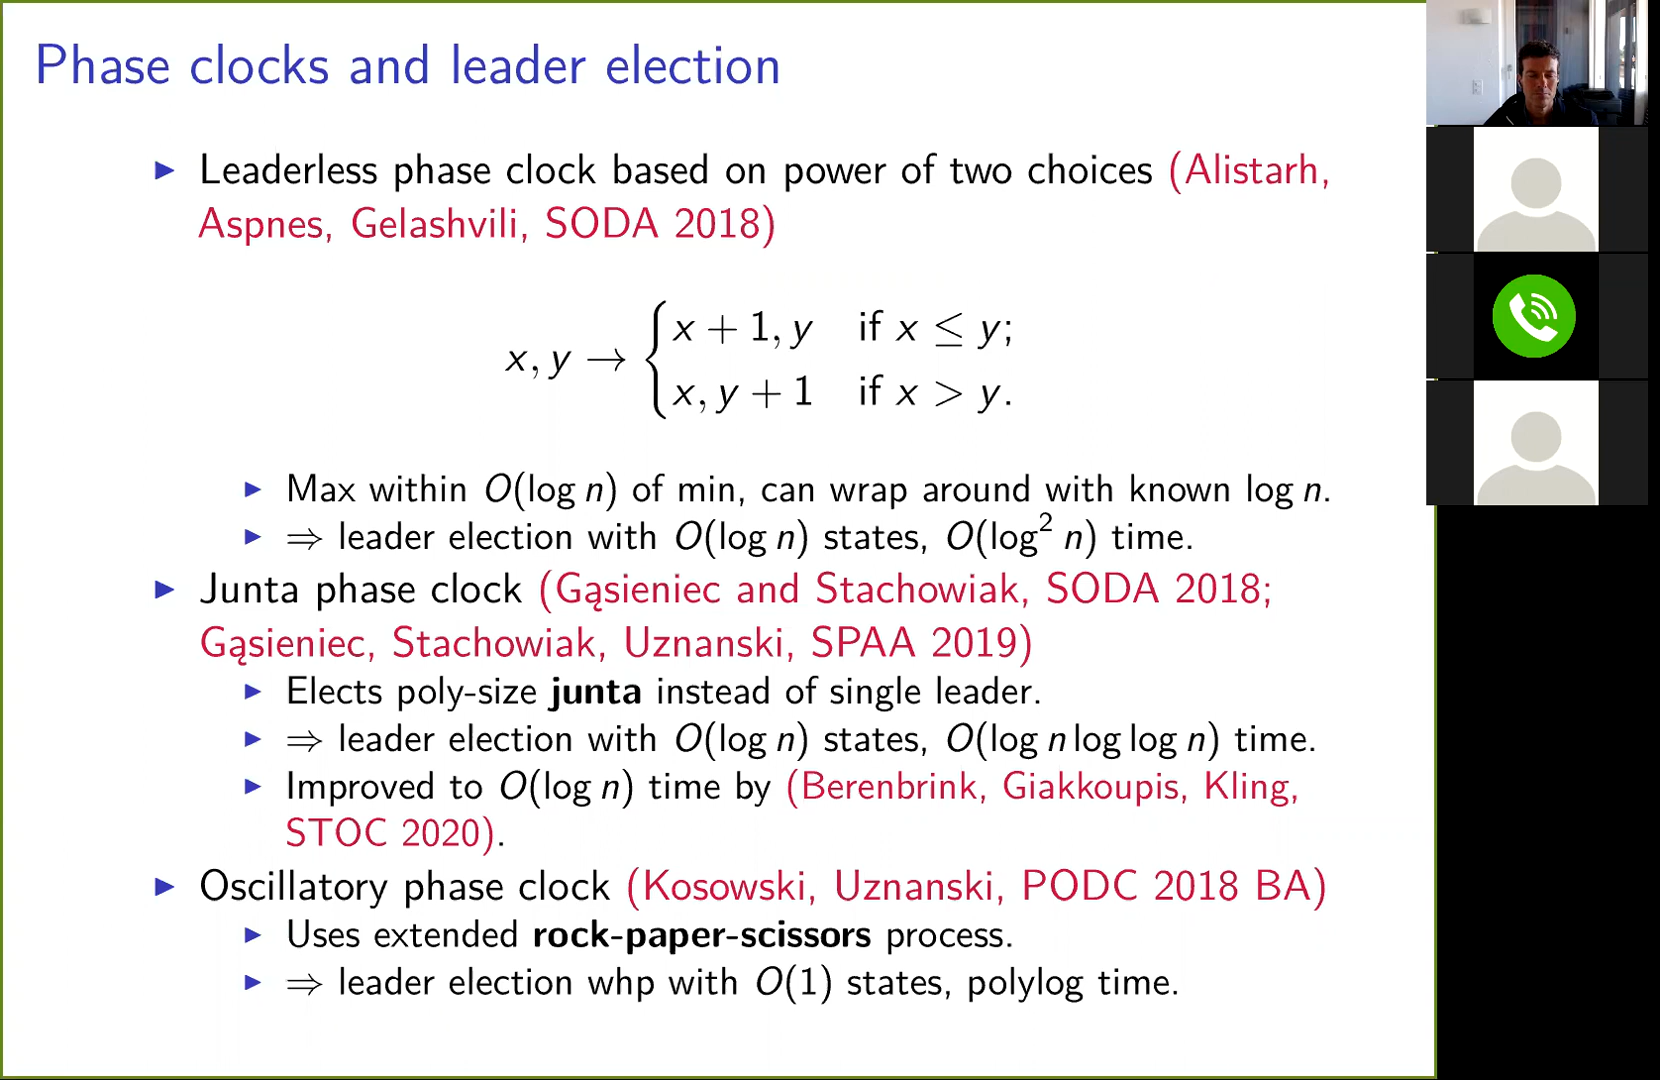 Phase clocks and leader election
▶ Leaderless phase clock based on power of two choices (Alistarh,
Aspnes, Gelashvili, SODA 2018)
x, y → { x + 1, y if x ≤ y;
x, y + 1 if x > y.
▶ Max within O(log n) of min, can wrap around with known log n.
▶ ⇒ leader election with O(log n) states, O(log² n) time.
▶ Junta phase clock (Gąsieniec and Stachowiak, SODA 2018;
Gąsieniec, Stachowiak, Uznanski, SPAA 2019)
▶ Elects poly-size junta instead of single leader.
▶ ⇒ leader election with O(log n) states, O(log n log log n) time.
▶ Improved to O(log n) time by (Berenbrink, Giakkoupis, Kling,
STOC 2020).
▶ Oscillatory phase clock (Kosowski, Uznanski, PODC 2018 BA)
▶ Uses extended rock-paper-scissors process.
▶ ⇒ leader election whp with O(1) states, polylog time.